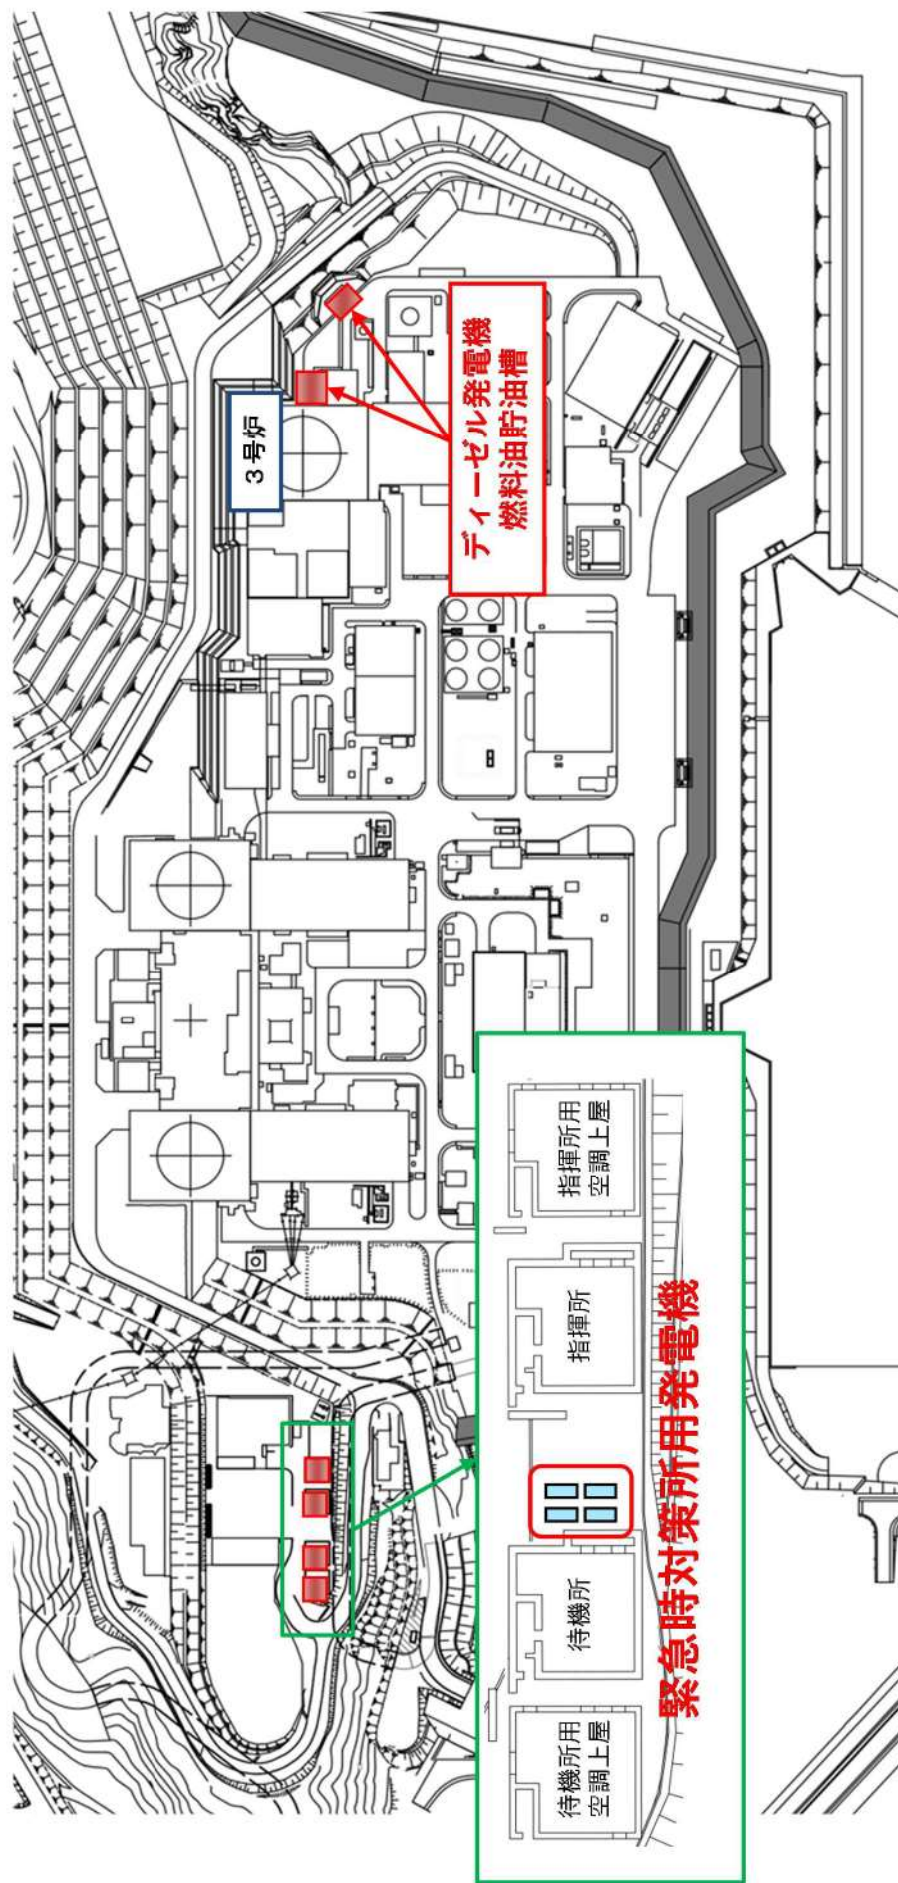 3号炉
ディーゼル発電機
燃料油貯油槽
待機所用
空調上屋
待機所
指揮所
指揮所用
空調上屋
緊急時対策所用発電機